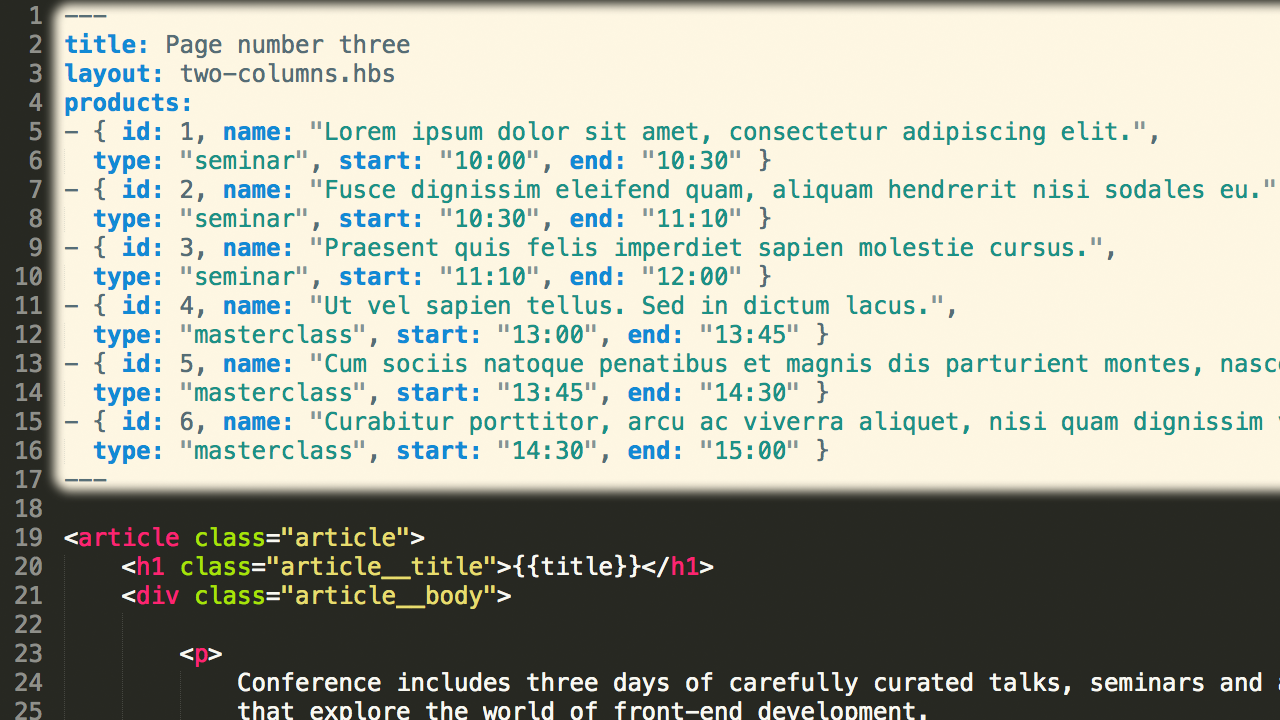 1 ---
2 title: Page number three
3 layout: two-columns.hbs
4 products:
5 - { id: 1, name: "Lorem ipsum dolor sit amet, consectetur adipiscing elit.",
6 type: "seminar", start: "10:00", end: "10:30" }
7 - { id: 2, name: "Fusce dignissim eleifend quam, aliquam hendrerit nisi sodales eu."
8 type: "seminar", start: "10:30", end: "11:10" }
9 - { id: 3, name: "Praesent quis felis imperdiet sapien molestie cursus.",
10 type: "seminar", start: "11:10", end: "12:00" }
11 - { id: 4, name: "Ut vel sapien tellus. Sed in dictum lacus.",
12 type: "masterclass", start: "13:00", end: "13:45" }
13 - { id: 5, name: "Cum sociis natoque penatibus et magnis dis parturient montes,
14 type: "masterclass", start: "13:45", end: "14:30" }
15 - { id: 6, name: "Curabitur porttitor, arcu ac viverra aliquet, nisi quam dignissim
16 type: "masterclass", start: "14:30", end: "15:00" }
17 ---
18
19 <article class="article">
20 <h1 class="article__title">{{title}}</h1>
21 <div class="article__body">
22
23 <p>
24 Conference includes three days of carefully curated talks, seminars and
25 that explore the world of front-end development.